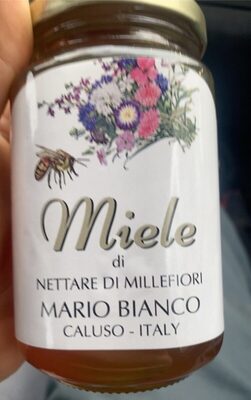 Miele
di
NETTARE DI MILLEFIORI
MARIO BIANCO
CALUSO - ITALY